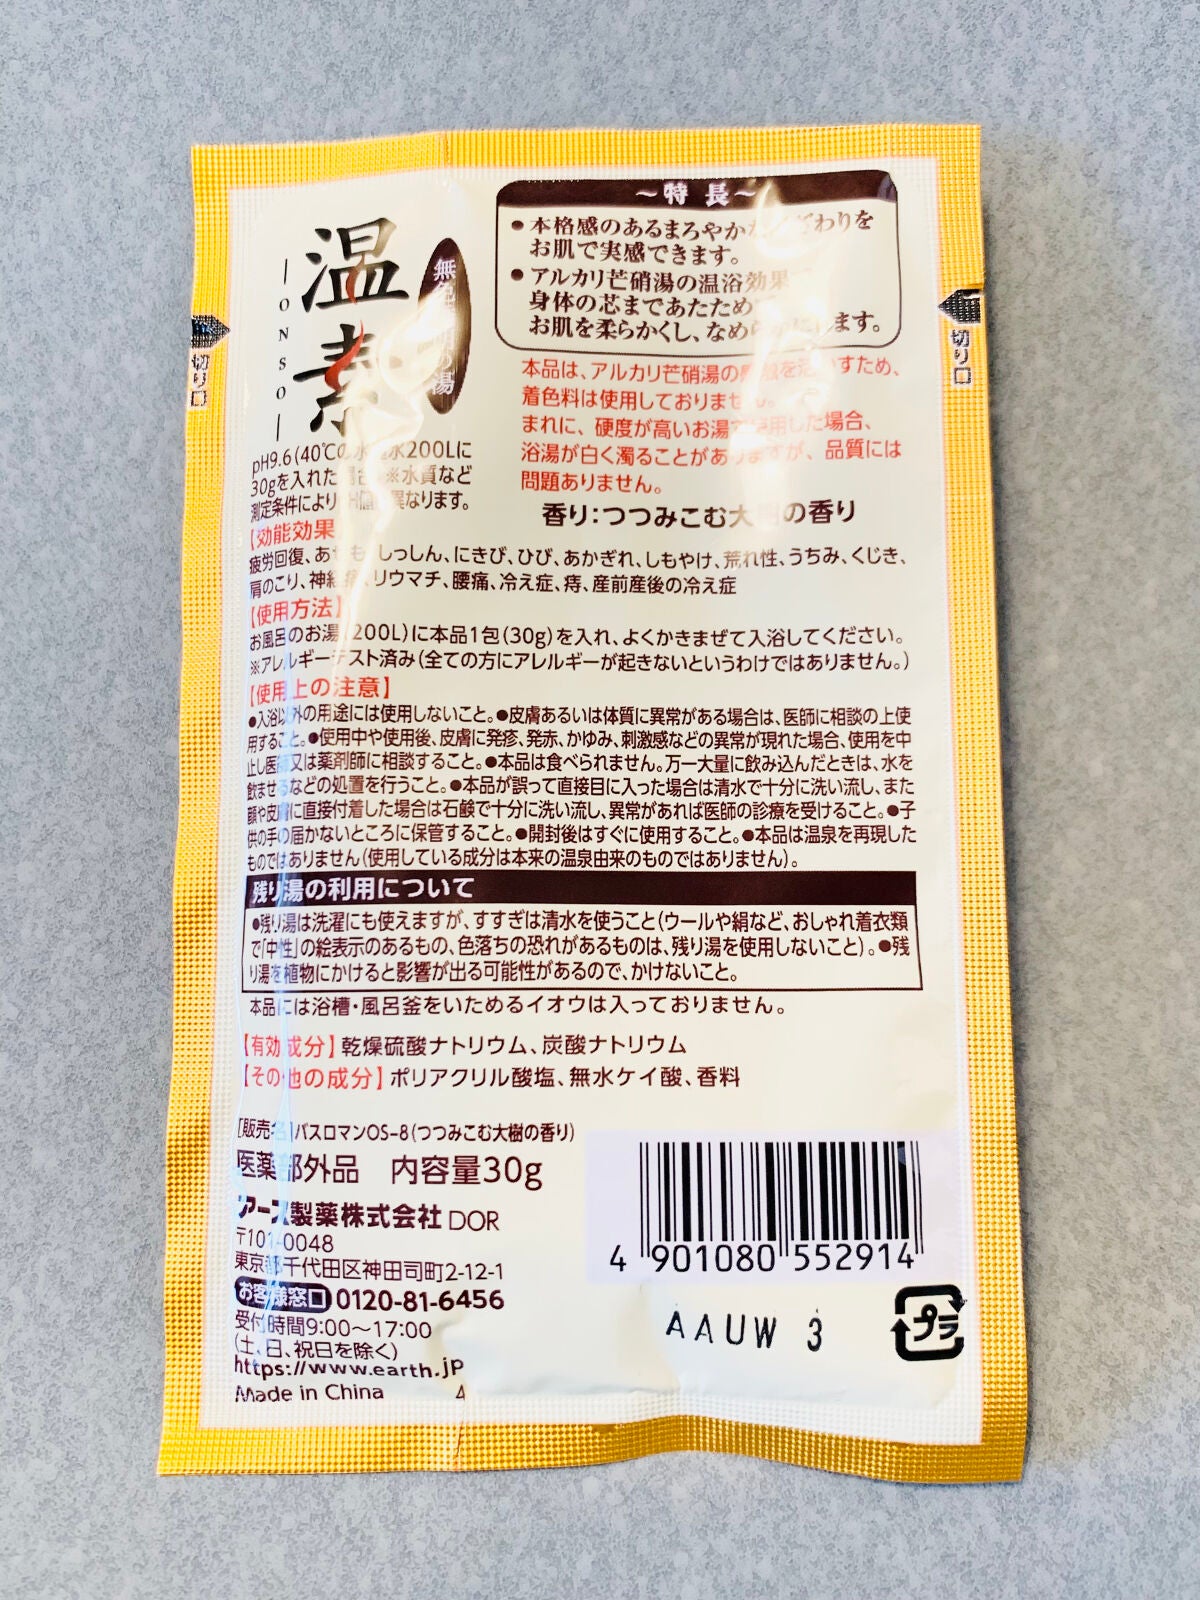 温素
ONSO
無色
の湯
～特長～
●本格感のあるまろやかな
わりを
お肌で実感できます。
●アルカリ芒硝湯の温浴効果
身体の芯まであたため
お肌を柔らかくし、なめ
します。
本品は、アルカリ芒硝湯の
すため、
着色料は使用しておりません。
まれに、硬度が高いお湯で使用した場合、
浴湯が白く濁ることがありますが、品質には
問題ありません。
香り：つつみこむ大樹の香り
切り口
切り口
pH9.6(40℃の水道水200Lに
30gを入れた場合)※水質など
測定条件によりpH値は異なります。
【効能効果】
疲労回復、あせも、しっしん、にきび、ひび、あかぎれ、しもやけ、荒れ性、うちみ、くじき、
肩のこり、神経痛、リウマチ、腰痛、冷え症、痔、産前産後の冷え症
【使用方法】
お風呂のお湯(200L)に本品1包(30g)を入れ、よくかきまぜて入浴してください。
※アレルギーテスト済み(全ての方にアレルギーが起きないというわけではありません。)
【使用上の注意】
●入浴以外の用途には使用しないこと。●皮膚あるいは体質に異常がある場合は、医師に相談の上使
用すること。●使用中や使用後、皮膚に発疹、発赤、かゆみ、刺激感などの異常が現れた場合、使用を中
止し医師又は薬剤師に相談すること。●本品は食べられません。万一大量に飲み込んだときは、水を
飲ませるなどの処置を行うこと。●本品が誤って直接目に入った場合は清水で十分に洗い流し、また
顔や皮膚に直接付着した場合は石鹸で十分に洗い流し、異常があれば医師の診療を受けること。●子
供の手の届かないところに保管すること。●開封後はすぐに使用すること。●本品は温泉を再現した
ものではありません(使用している成分は本来の温泉由来のものではありません)。
残り湯の利用について
●残り湯は洗濯にも使えますが、すすぎは清水を使うこと(ウールや絹など、おしゃれ着衣類
で「中性」の絵表示のあるもの、色落ちの恐れがあるものは、残り湯を使用しないこと)。●残
り湯を植物にかけると影響が出る可能性があるので、かけないこと。
本品には浴槽・風呂釜をいためるイオウは入っておりません。
【有効成分】乾燥硫酸ナトリウム、炭酸ナトリウム
【その他の成分】ポリアクリル酸塩、無水ケイ酸、香料
[販売名]バスロマンOS-8(つつみこむ大樹の香り)
医薬部外品 内容量30g
アース製薬株式会社 DOR
〒101-0048
東京都千代田区神田司町2-12-1
お客様窓口 0120-81-6456
受付時間9:00～17:00
(土、日、祝日を除く)
https://www.earth.jp
Made in China 4
4 901080 552914
AAUW 3
プラ